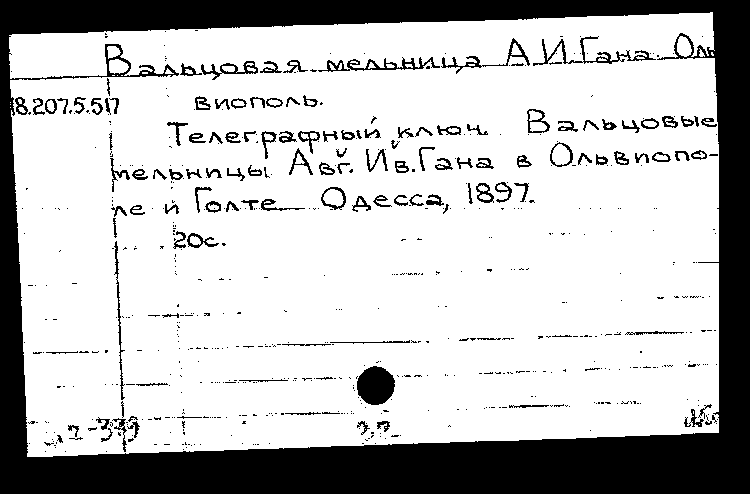 Вальцовая мельница А.И.Гана. Оль
18.207.5.517 виополь.
Телеграфный ключ. Вальцовые
мельницы Авг. Ив. Гана в Ольвиопо-
ле и Голте. Одесса, 1897.
20с.